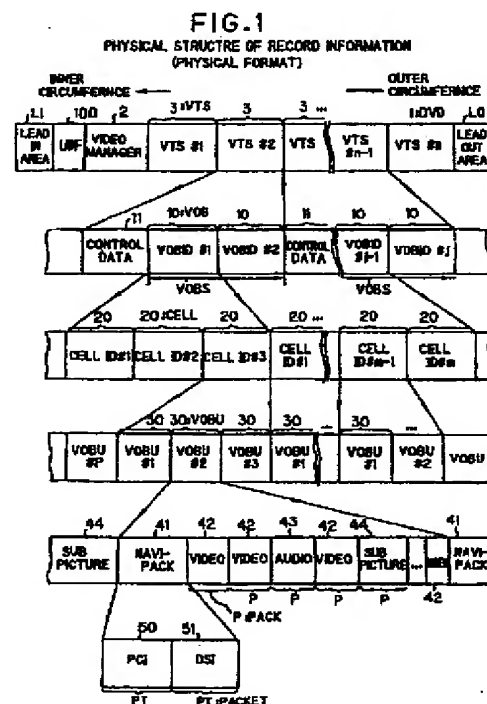 FIG.1
PHYSICAL STRUCTRE OF RECORD INFORMATION
(PHYSICAL FORMAT)
INNER CIRCUMFERNCE
OUTER CIRCUMFERNCE
LI 100 2 3:VTS 3 3 ... 1:DVD LO
LEAD IN AREA UDF VIDEO MANAGER VTS #1 VTS #2 VTS VTS #n-1 VTS #n LEAD OUT AREA
11 10:VOB 10 11 10 10
CONTROL DATA VOBID #1 VOBID #2 CONTROL DATA VOBID #j-1 VOBID #j
VOBS VOBS
20 20:CELL 20 20 ... 20 20
CELL ID#1 CELL ID#2 CELL ID#3 CELL ID#1 CELL ID#m-1 CELL ID#m
30 30:VOBU 30 30 ... 30 ...
VOBU #P VOBU #1 VOBU #2 VOBU #3 VOBU #1 VOBU #1 VOBU #2 VOBU
44 41 42 42 43 42 44 41
SUB PICTURE NAVI-PACK VIDEO VIDEO AUDIO VIDEO SUB PICTURE ... NAVI-PACK
P P P P 42
P:PACK
50 51
PCI DSI
PT PT:PACKET